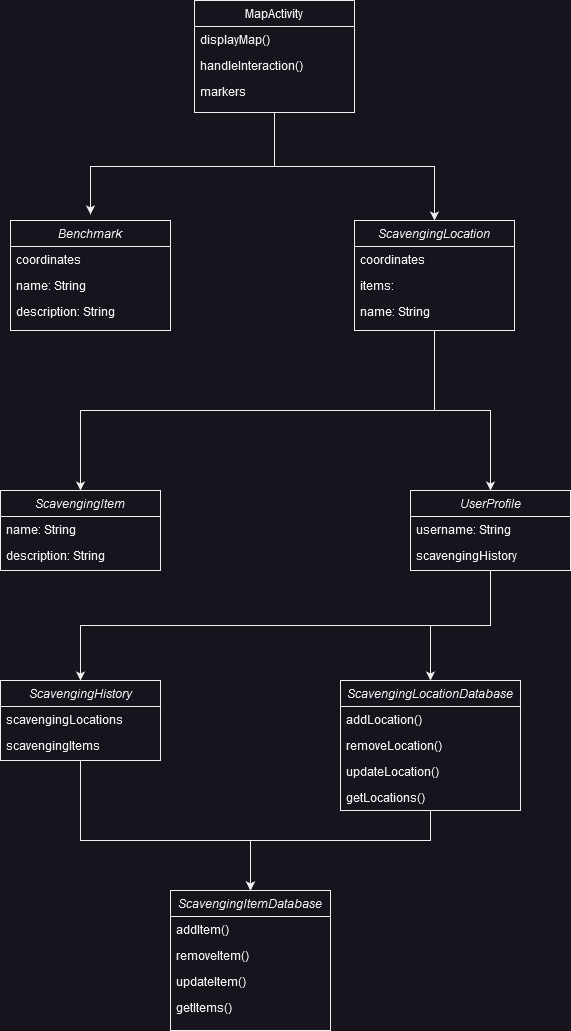 MapActivity
displayMap()
handleInteraction()
markers
Benchmark
coordinates
name: String
description: String
ScavengingLocation
coordinates
items:
name: String
ScavengingItem
name: String
description: String
UserProfile
username: String
scavengingHistory
ScavengingHistory
scavengingLocations
scavengingItems
ScavengingLocationDatabase
addLocation()
removeLocation()
updateLocation()
getLocations()
ScavengingItemDatabase
addItem()
removeItem()
updateItem()
getItems()